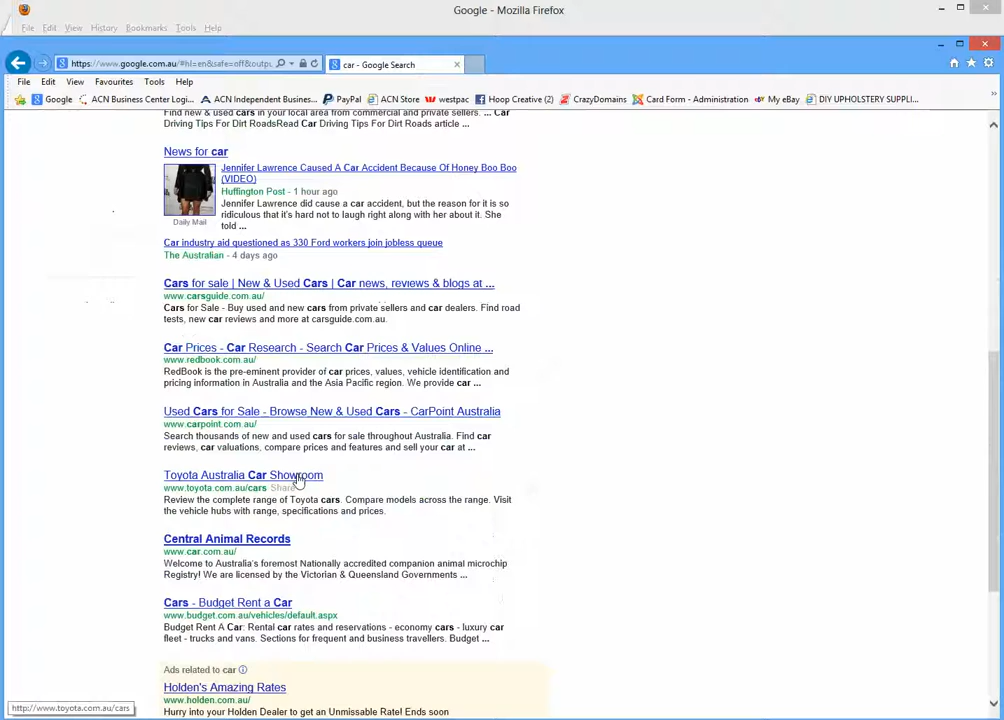 Google - Mozilla Firefox
File Edit View History Bookmarks Tools Help
https://www.google.com.au/#hl=en&safe=off&outpu
car - Google Search
File Edit View Favourites Tools Help
Google ACN Business Center Logi... ACN Independent Busines... PayPal ACN Store westpac Hoop Creative (2) CrazyDomains Card Form - Administration My eBay DIY UPHOLSTERY SUPPLI...
Find new & used cars in your local area from commercial and private sellers. ... Car
Driving Tips For Dirt RoadsRead Car Driving Tips For Dirt Roads article ...
News for car
Jennifer Lawrence Caused A Car Accident Because Of Honey Boo Boo
(VIDEO)
Huffington Post - 1 hour ago
Jennifer Lawrence did cause a car accident, but the reason for it is so
ridiculous that it's hard not to laugh right along with her about it. She
told ...
Daily Mail
Car industry aid questioned as 330 Ford workers join jobless queue
The Australian - 4 days ago
Cars for sale | New & Used Cars | Car news, reviews & blogs at ...
www.carsguide.com.au/
Cars for Sale - Buy used and new cars from private sellers and car dealers. Find road
tests, new car reviews and more at carsguide.com.au.
Car Prices - Car Research - Search Car Prices & Values Online ...
www.redbook.com.au/
RedBook is the pre-eminent provider of car prices, values, vehicle identification and
pricing information in Australia and the Asia Pacific region. We provide car ...
Used Cars for Sale - Browse New & Used Cars - CarPoint Australia
www.carpoint.com.au/
Search thousands of new and used cars for sale throughout Australia. Find car
reviews, car valuations, compare prices and features and sell your car at ...
Toyota Australia Car Showroom
www.toyota.com.au/cars Share
Review the complete range of Toyota cars. Compare models across the range. Visit
the vehicle hubs with range, specifications and prices.
Central Animal Records
www.car.com.au/
Welcome to Australia's foremost Nationally accredited companion animal microchip
Registry! We are licensed by the Victorian & Queensland Governments ...
Cars - Budget Rent a Car
www.budget.com.au/vehicles/default.aspx
Budget Rent A Car: Rental car rates and reservations - economy cars - luxury car
fleet - trucks and vans. Sections for frequent and business travellers. Budget ...
Ads related to car
Holden's Amazing Rates
www.holden.com.au/
Hurry into your Holden Dealer to get an Unmissable Rate! Ends soon
http://www.toyota.com.au/cars